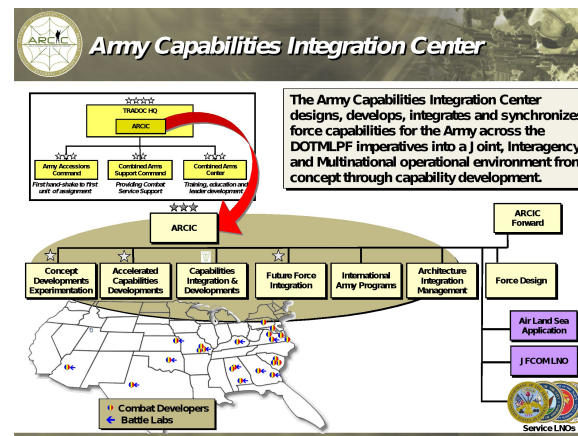 ARCIC
Army Capabilities Integration Center
TRADOC HQ
ARCIC
Army Accessions
Command
First hand-shake to first
unit of assignment
Combined Arms
Support Command
Providing Combat
Service Support
Combined Arms
Center
Training, education and
leader development
The Army Capabilities Integration Center
designs, develops, integrates and synchronizes
force capabilities for the Army across the
DOTMLPF imperatives into a Joint, Interagency
and Multinational operational environment from
concept through capability development.
ARCIC
ARCIC
Forward
Concept
Developments
Experimentation
Accelerated
Capabilities
Developments
Capabilities
Integration &
Developments
Future Force
Integration
International
Army Programs
Architecture
Integration
Management
Force Design
Air Land Sea
Application
JFCOM LNO
Service LNOs
Combat Developers
Battle Labs